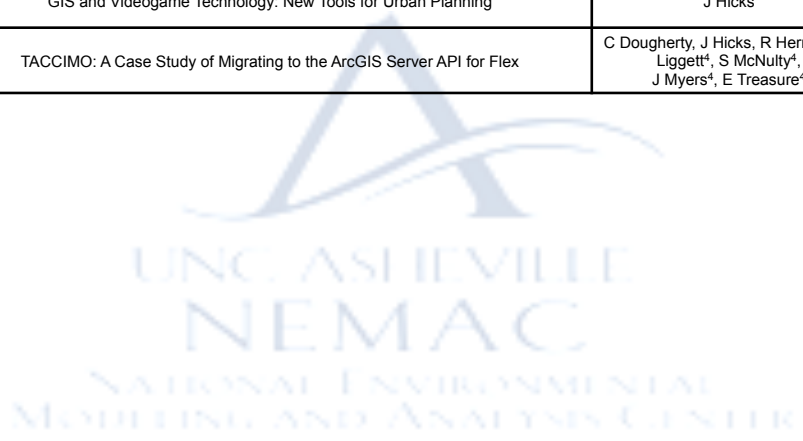 GIS and Videogame Technology: New Tools for Urban Planning
J Hicks
TACCIMO: A Case Study of Migrating to the ArcGIS Server API for Flex
C Dougherty, J Hicks, R
Liggett⁴, S McNulty⁴,
J Myers⁴, E Treasure⁴
UNC ASHEVILLE
NEMAC
NATIONAL ENVIRONMENTAL
MODELING AND ANALYSIS CENTER